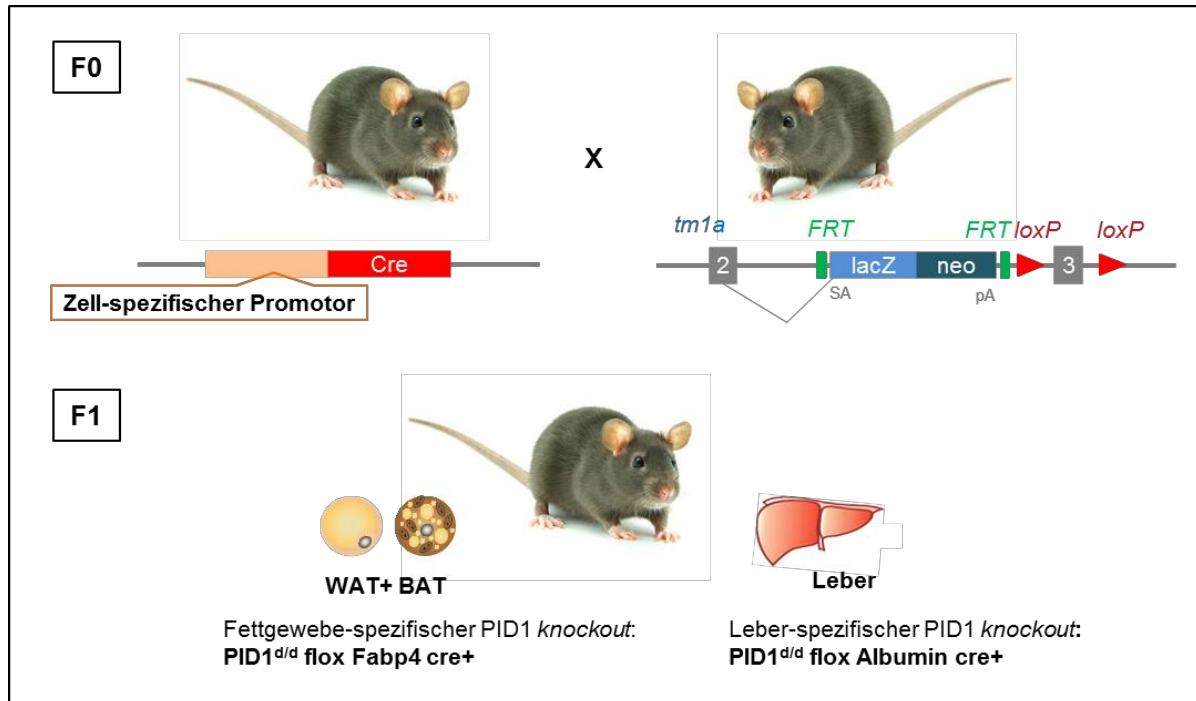 F0
X
Cre
Zell-spezifischer Promotor
tm1a
FRT
FRT
loxP
loxP
2
lacZ
neo
3
SA
pA
F1
WAT+ BAT
Leber
Fettgewebe-spezifischer PID1 knockout:
PID1d/d flox Fabp4 cre+
Leber-spezifischer PID1 knockout:
PID1d/d flox Albumin cre+